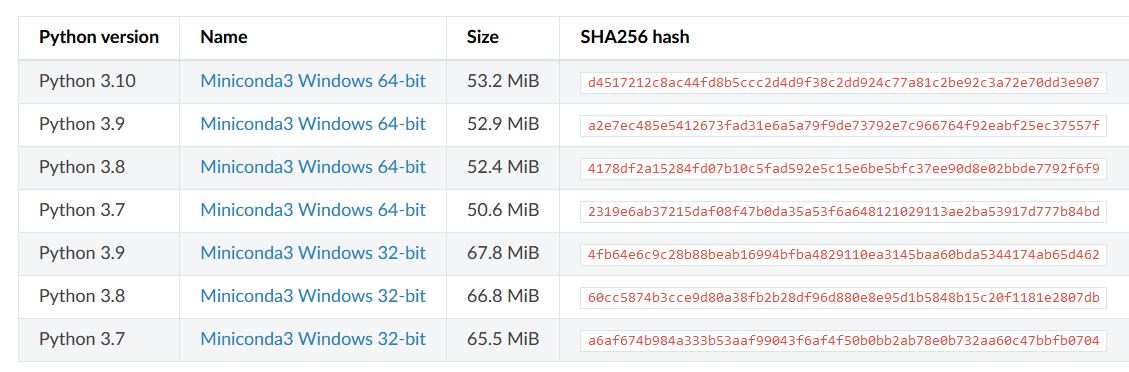 Python version Name Size SHA256 hash
Python 3.10 Miniconda3 Windows 64-bit 53.2 MiB d4517212c8ac44fd8b5ccc2d4d9f38c2dd924c77a81c2be92c3a72e70dd3e907
Python 3.9 Miniconda3 Windows 64-bit 52.9 MiB a2e7ec485e5412673fad31e6a5a79f9de73792e7c966764f92eabf25ec37557f
Python 3.8 Miniconda3 Windows 64-bit 52.4 MiB 4178df2a15284fd07b10c5fad592e5c15e6be5bfc37ee90d8e02bbde7792f6f9
Python 3.7 Miniconda3 Windows 64-bit 50.6 MiB 2319e6ab37215daf08f47b0da35a53f6a648121029113ae2ba53917d777b84bd
Python 3.9 Miniconda3 Windows 32-bit 67.8 MiB 4fb64e6c9c28b88beab16994bfba4829110ea3145baa60bda5344174ab65d462
Python 3.8 Miniconda3 Windows 32-bit 66.8 MiB 60cc5874b3cce9d80a38fb2b28df96d880e8e95d1b5848b15c20f1181e2807db
Python 3.7 Miniconda3 Windows 32-bit 65.5 MiB a6af674b984a333b53aaf99043f6af4f50b0bb2ab78e0b732aa60c47bbfb0704